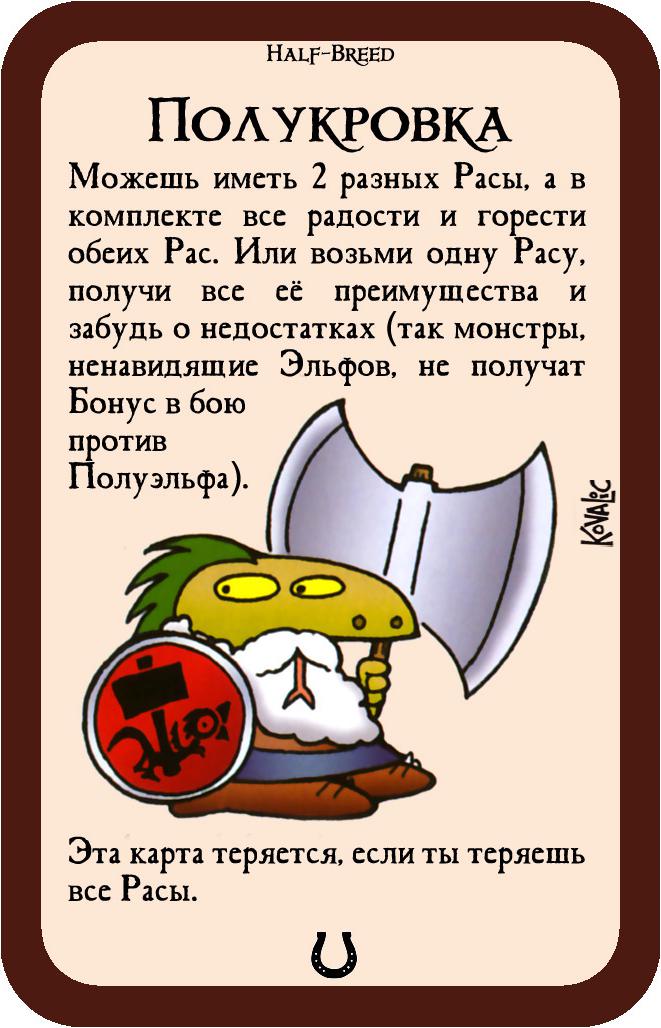 Half-Breed
Полукровка
Можешь иметь 2 разных Расы, а в
комплекте все радости и горести
обеих Рас. Или возьми одну Расу,
получи все её преимущества и
забудь о недостатках (так монстры,
ненавидящие Эльфов, не получат
Бонус в бою
против
Полуэльфа).
Kovalic
Эта карта теряется, если ты теряешь
все Расы.